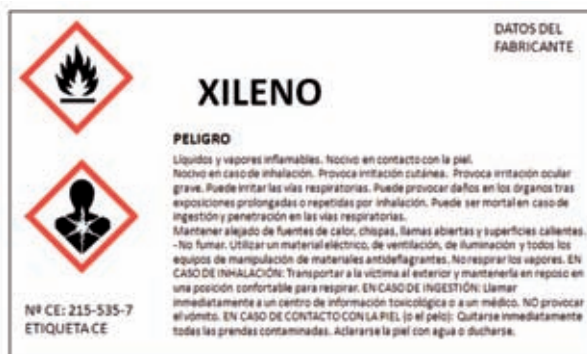 DATOS DEL
FABRICANTE
XILENO
PELIGRO
Líquidos y vapores inflamables. Nocivo en contacto con la piel.
Nocivo en caso de inhalación. Provoca irritación cutánea. Provoca irritación ocular
grave. Puede irritar las vías respiratorias. Puede provocar daños en los órganos tras
exposiciones prolongadas o repetidas por inhalación. Puede ser mortal en caso de
ingestión y penetración en las vías respiratorias.
Mantener alejado de fuentes de calor, chispas, llamas abiertas y superficies calientes.
-No fumar. Utilizar un material eléctrico, de ventilación, de iluminación y todos los
equipos de manipulación de materiales antideflagrantes. No respirar los vapores. EN
CASO DE INHALACIÓN: Transportar a la víctima al exterior y mantenerla en reposo en
una posición confortable para respirar. EN CASO DE INGESTIÓN: Llamar
inmediatamente a un centro de información toxicológica o a un médico. NO provocar
el vómito. EN CASO DE CONTACTO CON LA PIEL (o el pelo): Quitarse inmediatamente
todas las prendas contaminadas. Aclararse la piel con agua o ducharse.
Nº CE: 215-535-7
ETIQUETA CE